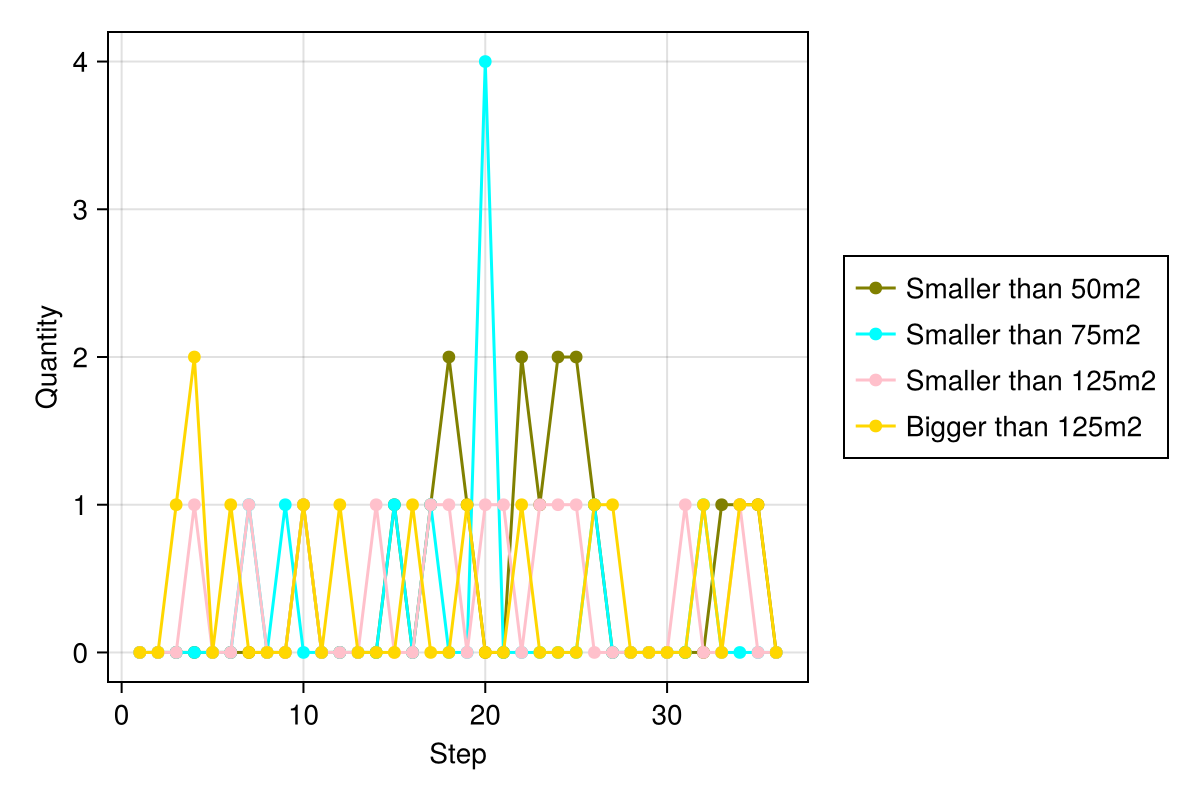 4
3
2
1
0
Quantity
0 10 20 30
Step
Smaller than 50m2
Smaller than 75m2
Smaller than 125m2
Bigger than 125m2